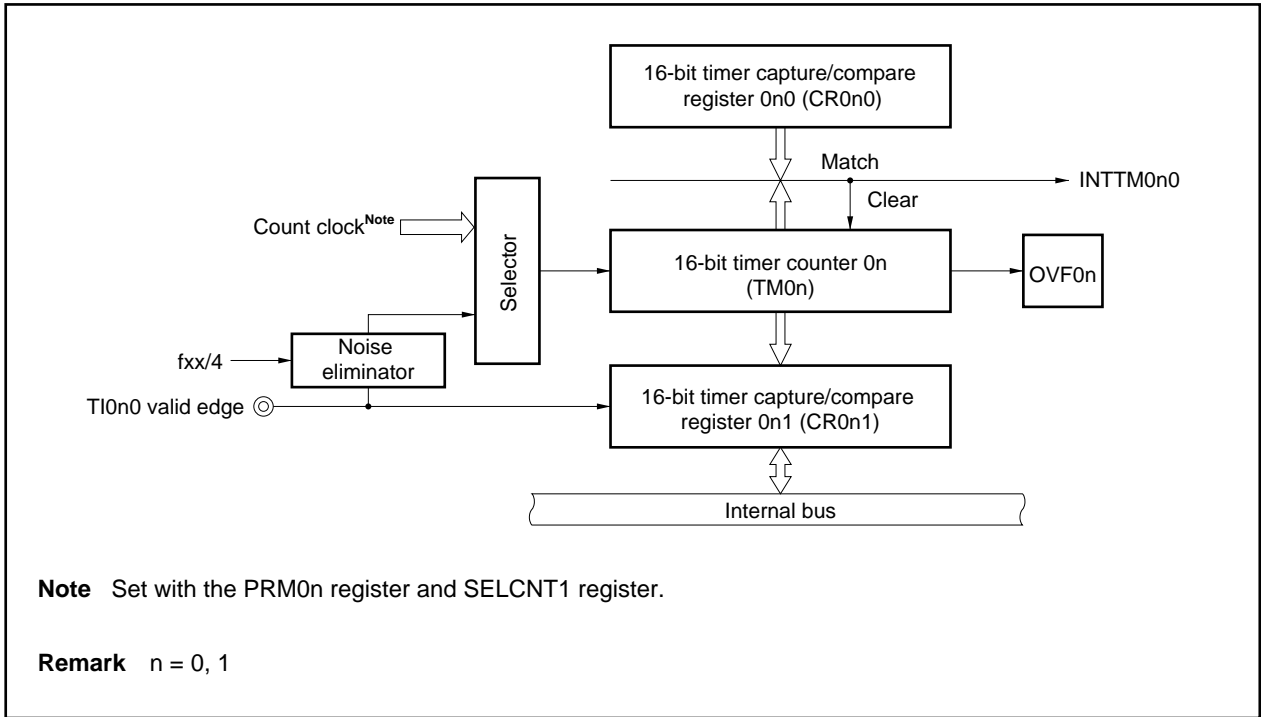 16-bit timer capture/compare
register 0n0 (CR0n0)
Match
INTTM0n0
Clear
Count clockNote
Selector
16-bit timer counter 0n
(TM0n)
OVF0n
fxx/4
Noise
eliminator
TI0n0 valid edge
16-bit timer capture/compare
register 0n1 (CR0n1)
Internal bus
Note Set with the PRM0n register and SELCNT1 register.
Remark n = 0, 1